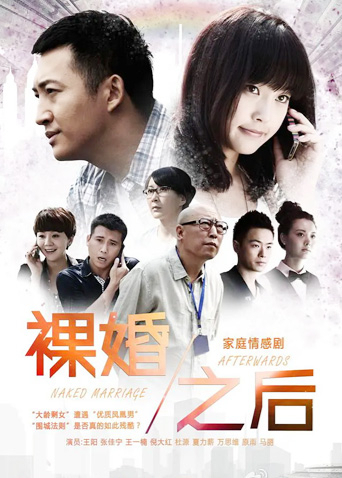 裸婚
家庭情感剧
AFTERWARDS
NAKED MARRIAGE
之后
“大龄剩女”遭遇“优质凤凰男”
“围城法则”是否真的如此残酷？
演员:王阳 张佳宁 王一楠 倪大红 杜源 夏力薪 万思维 原雨 马丽